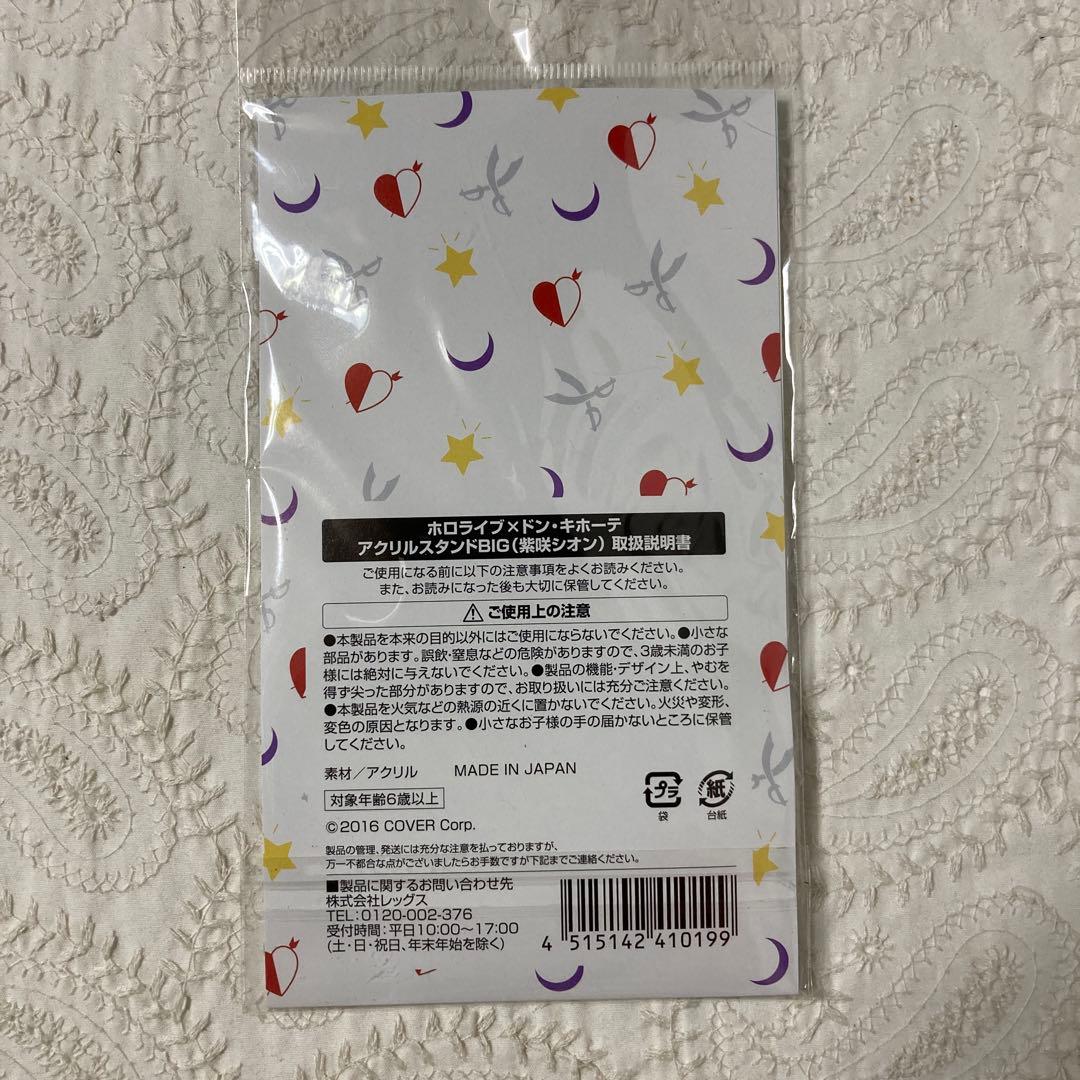 ホロライブ×ドン・キホーテ
アクリルスタンドBIG(紫咲シオン) 取扱説明書
ご使用になる前に以下の注意事項をよくお読みください。
また、お読みになった後も大切に保管してください。
ご使用上の注意
●本製品を本来の目的以外にはご使用にならないでください。●小さな
部品があります。誤飲・窒息などの危険がありますので、3歳未満のお子
様には絶対に与えないでください。●製品の機能・デザイン上、やむを
得ず尖った部分がありますので、お取り扱いには充分ご注意ください。
●本製品を火気などの熱源の近くに置かないでください。火災や変形、
変色の原因となります。●小さなお子様の手の届かないところに保管
してください。
素材/アクリル MADE IN JAPAN
対象年齢6歳以上
プラ 紙
袋 台紙
©2016 COVER Corp.
製品の管理、発送には充分な注意を払っておりますが、
万一不都合な点がございましたらお手数ですが下記までご連絡ください。
■製品に関するお問い合わせ先
株式会社レッグス
TEL:0120-002-376
受付時間:平日10:00〜17:00
(土・日・祝日、年末年始を除く)
4 515142 410199